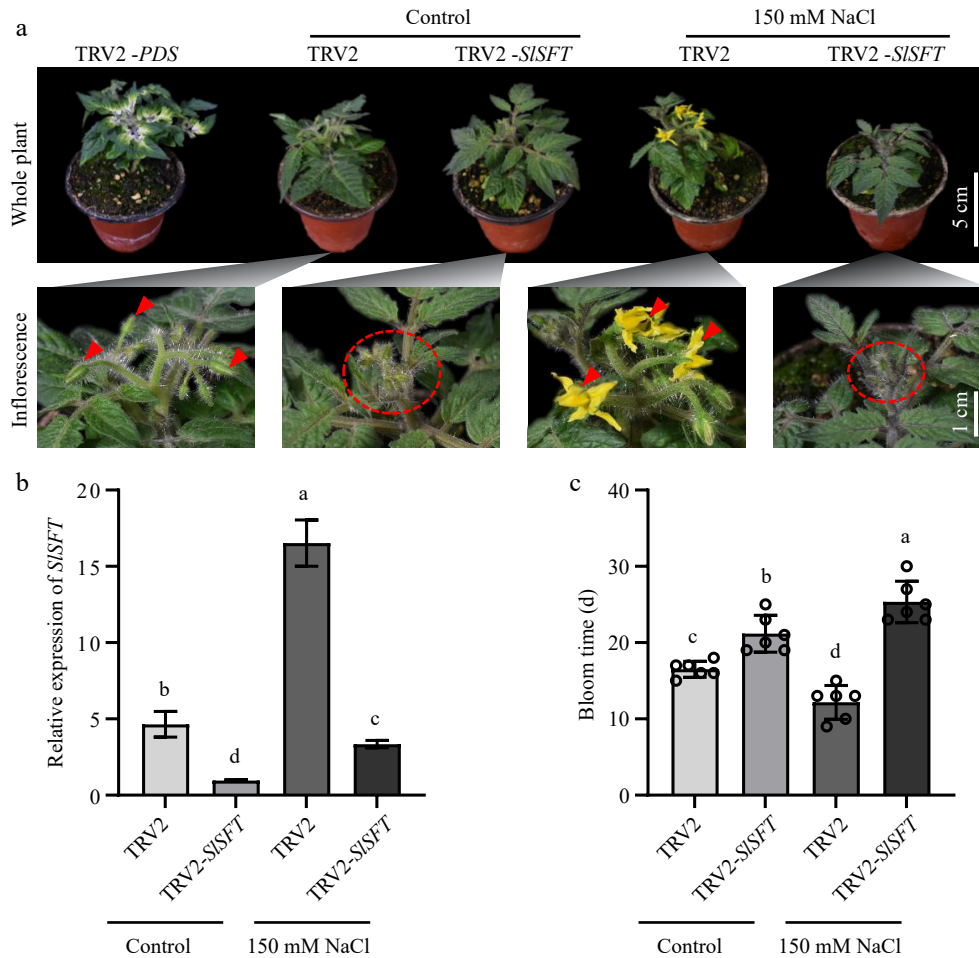 a
Control
150 mM NaCl
TRV2 -PDS
TRV2
TRV2 -SlSFT
TRV2
TRV2 -SlSFT
Whole plant
5 cm
Inflorescence
1 cm
b
Relative expression of SlSFT
20
15
10
5
0
b
d
a
c
TRV2
TRV2-SlSFT
TRV2
TRV2-SlSFT
Control
150 mM NaCl
c
Bloom time (d)
40
30
20
10
0
c
b
d
a
TRV2
TRV2-SlSFT
TRV2
TRV2-SlSFT
Control
150 mM NaCl